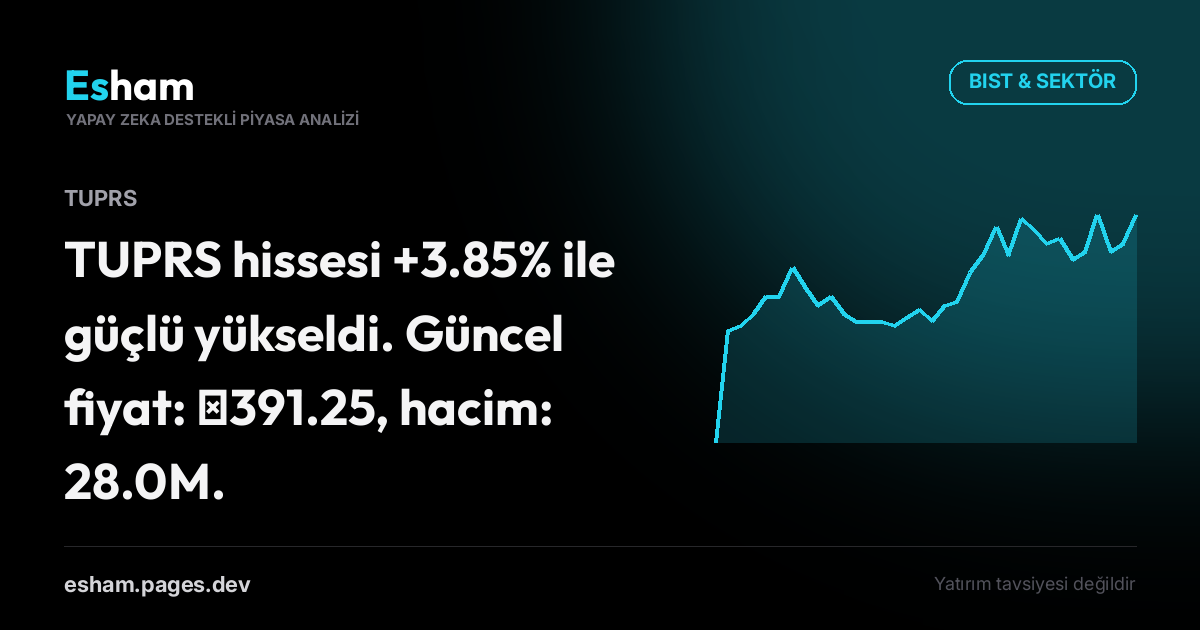 Esham
BIST & SEKTÖR
YAPAY ZEKA DESTEKLİ PİYASA ANALİZİ
TUPRS
TUPRS hissesi +3.85% ile
güçlü yükseldi. Güncel
fiyat: 391.25, hacim:
28.0M.
esham.pages.dev
Yatırım tavsiyesi değildir